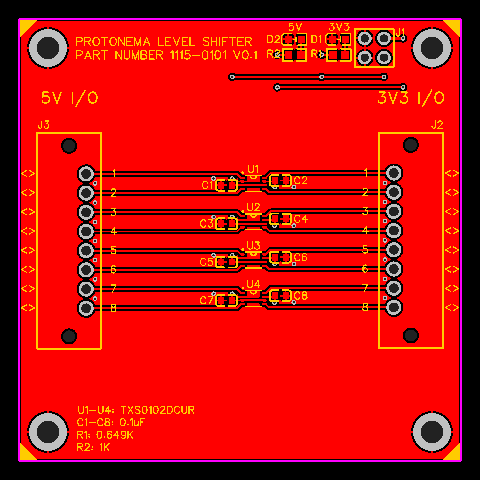 PROTONEMA LEVEL SHIFTER
PART NUMBER 1115-0101 V0.1
5V
3V3
D2
D1
J1
R2
R1
5V I/O
3V3 I/O
J3
J2
<> 1 U1 1 <>
C1 C2
<> 2 2 <>
<> 3 U2 3 <>
C3 C4
<> 4 4 <>
<> 5 U3 5 <>
C5 C6
<> 6 6 <>
<> 7 U4 7 <>
C7 C8
<> 8 8 <>
U1-U4: TXS0102DCUR
C1-C8: 0.1uF
R1: 0.649K
R2: 1K